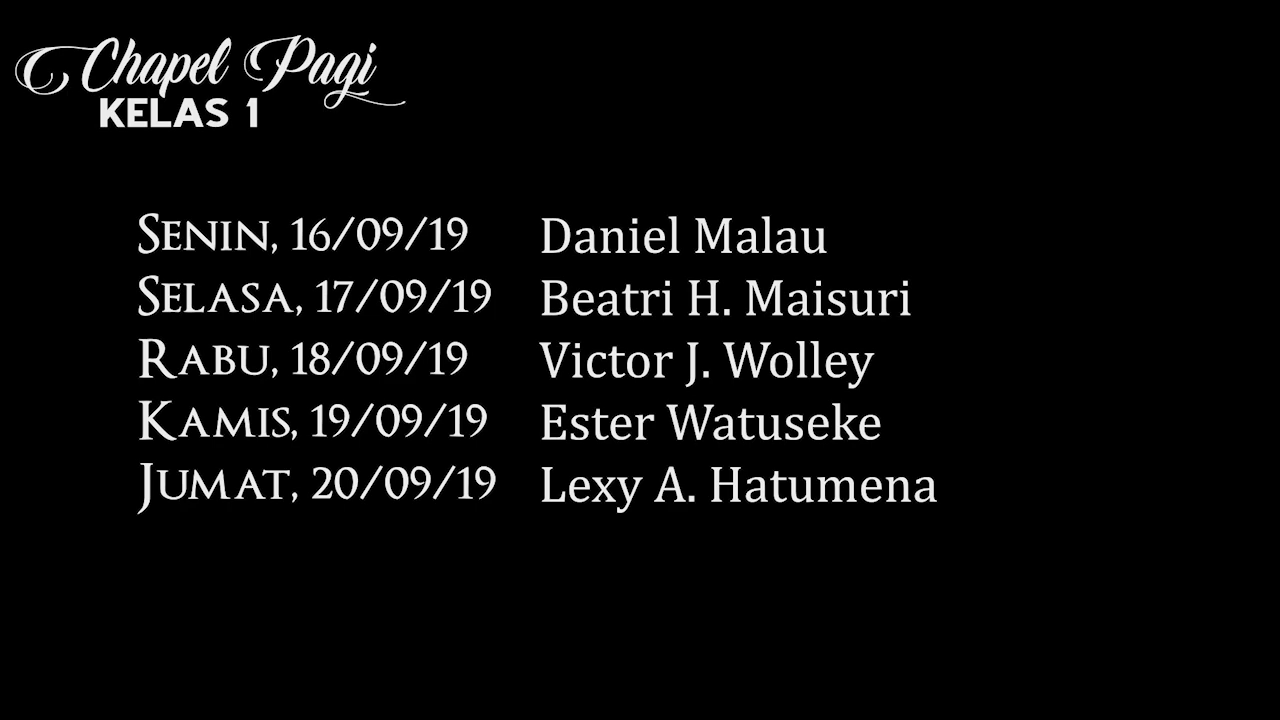 Chapel Pagi
KELAS 1
Senin, 16/09/19 Daniel Malau
Selasa, 17/09/19 Beatri H. Maisuri
Rabu, 18/09/19 Victor J. Wolley
Kamis, 19/09/19 Ester Watuseke
Jumat, 20/09/19 Lexy A. Hatumena